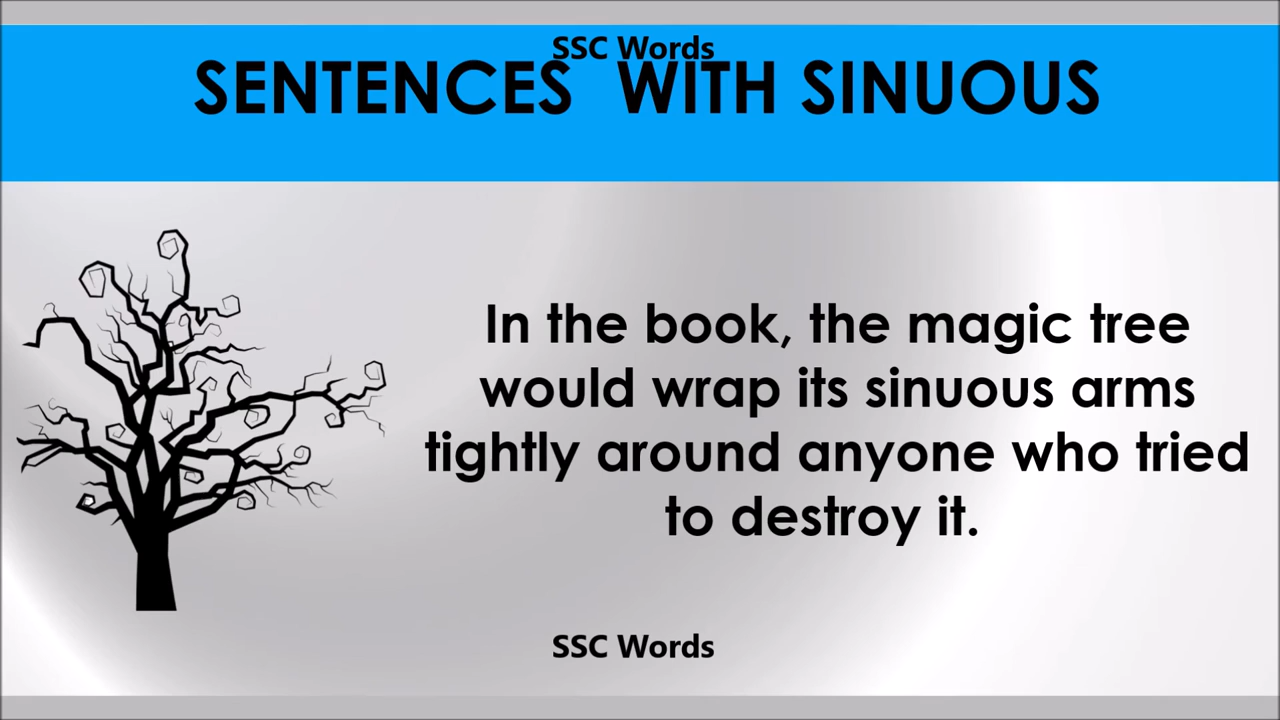 SSC Words
SENTENCES WITH SINUOUS
In the book, the magic tree
would wrap its sinuous arms
tightly around anyone who tried
to destroy it.
SSC Words